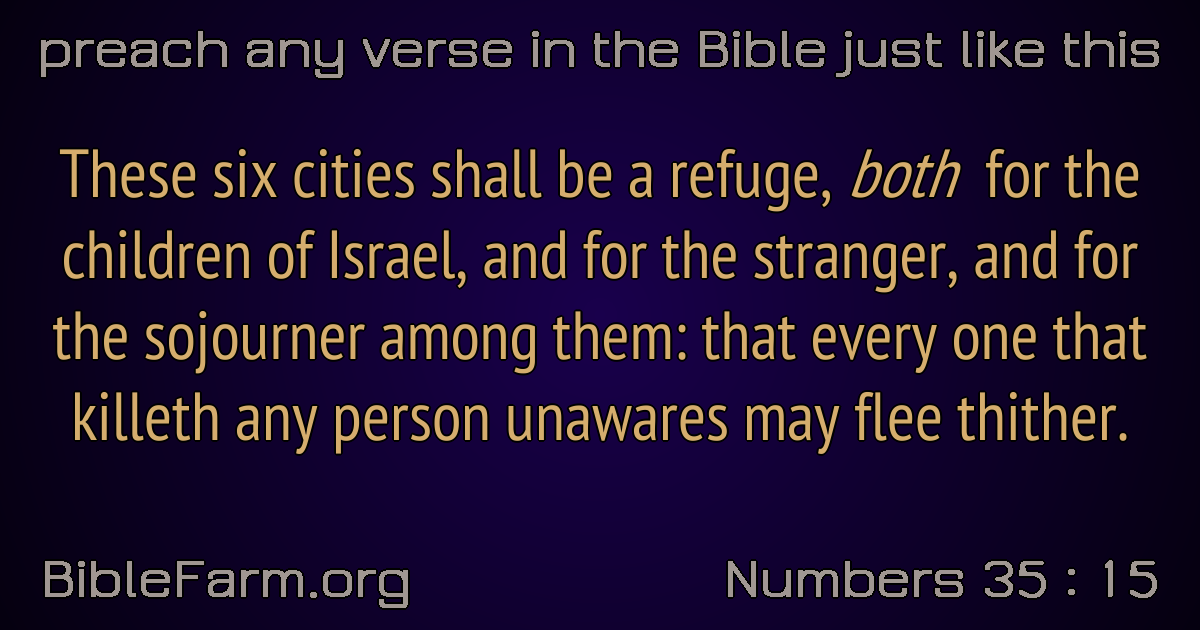 preach any verse in the Bible just like this
These six cities shall be a refuge, both for the
children of Israel, and for the stranger, and for
the sojourner among them: that every one that
killeth any person unawares may flee thither.
BibleFarm.org
Numbers 35 : 15